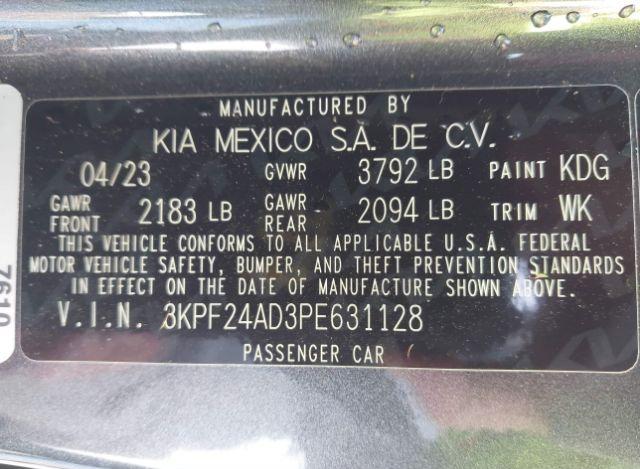 MANUFACTURED BY
KIA MEXICO S.A. DE C.V.
04/23 GVWR 3792 LB PAINT KDG
GAWR FRONT 2183 LB GAWR REAR 2094 LB TRIM WK
THIS VEHICLE CONFORMS TO ALL APPLICABLE U.S.A. FEDERAL
MOTOR VEHICLE SAFETY, BUMPER, AND THEFT PREVENTION STANDARDS
IN EFFECT ON THE DATE OF MANUFACTURE SHOWN ABOVE.
V.I.N. 3KPF24AD3PE631128
PASSENGER CAR
7610